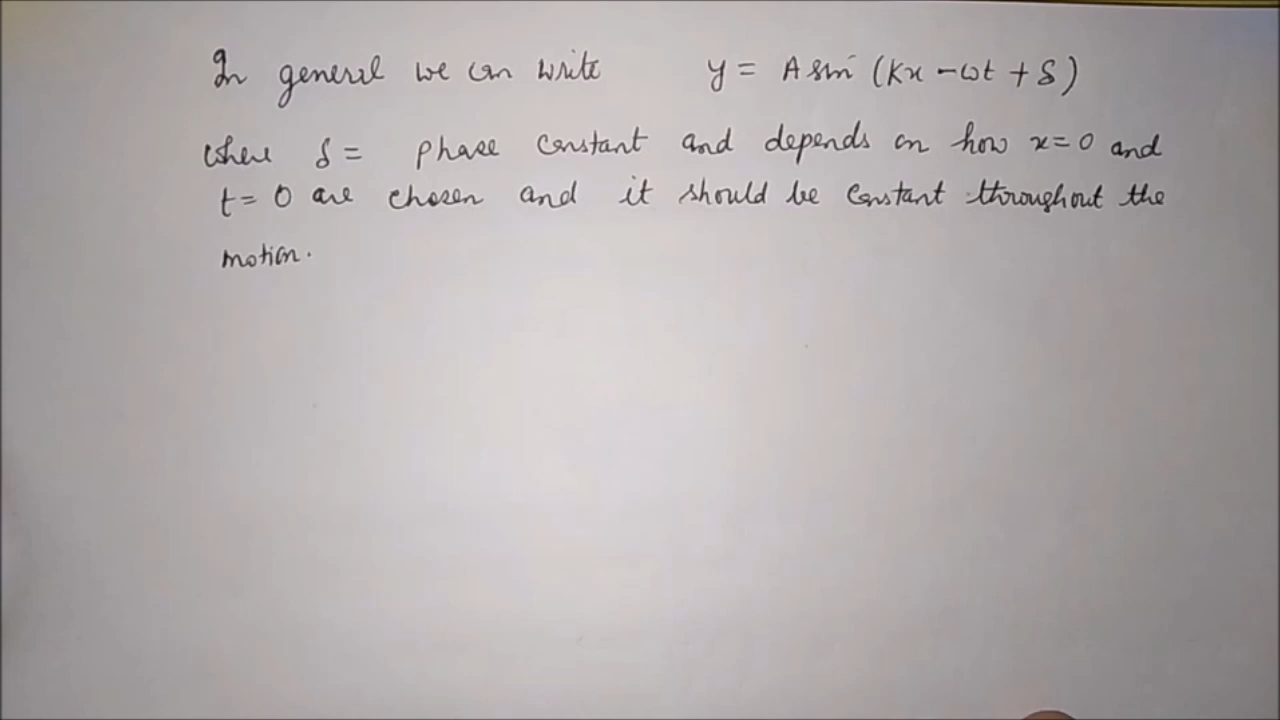 In general we can write y = A sin (Kx - ωt + δ)
where δ = phase constant and depends on how x=0 and
t=0 are chosen and it should be constant throughout the
motion.